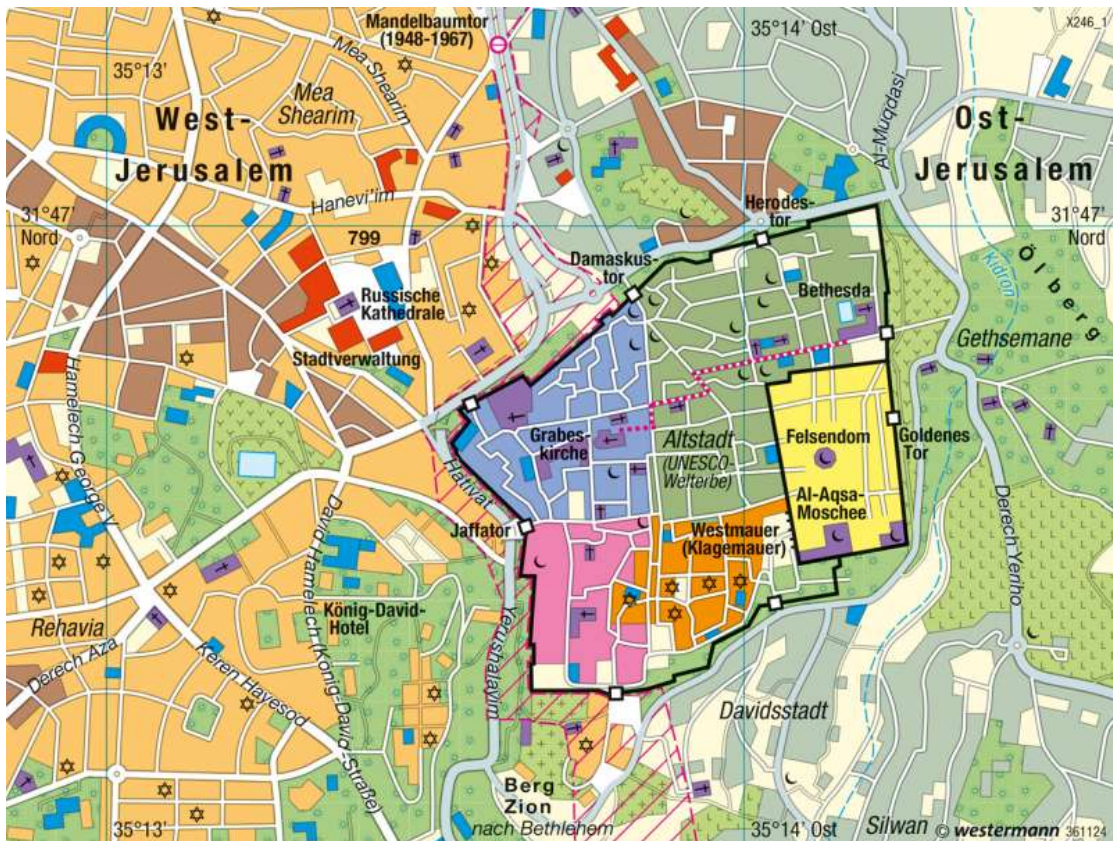 Mandelbaumtor
(1948-1967)
35°14' Ost
X246_1
35°13'
Mea Shearim
Mea
Shearim
West-
Jerusalem
Ost-
Jerusalem
Al-Muqdasi
Hanevi'im
31°47'
Nord
799
Herodes-
tor
31°47'
Nord
Damaskus-
tor
Kidron
Ölberg
Russische
Kathedrale
Bethesda
Stadtverwaltung
Gethsemane
Hamelech George V
Grabes-
kirche
Altstadt
(UNESCO-
Welterbe)
Felsendom
Goldenes
Tor
Hativat
Yerushalayim
Al-Aqsa-
Moschee
Jaffator
Westmauer
(Klagemauer)
David Hamelech (König-David-Straße)
Derech Yeriho
König-David-
Hotel
Rehavia
Derech Aza
Keren Hayesod
Davidsstadt
Berg
Zion
nach Bethlehem
35°13'
35°14' Ost
Silwan
© westermann 361124